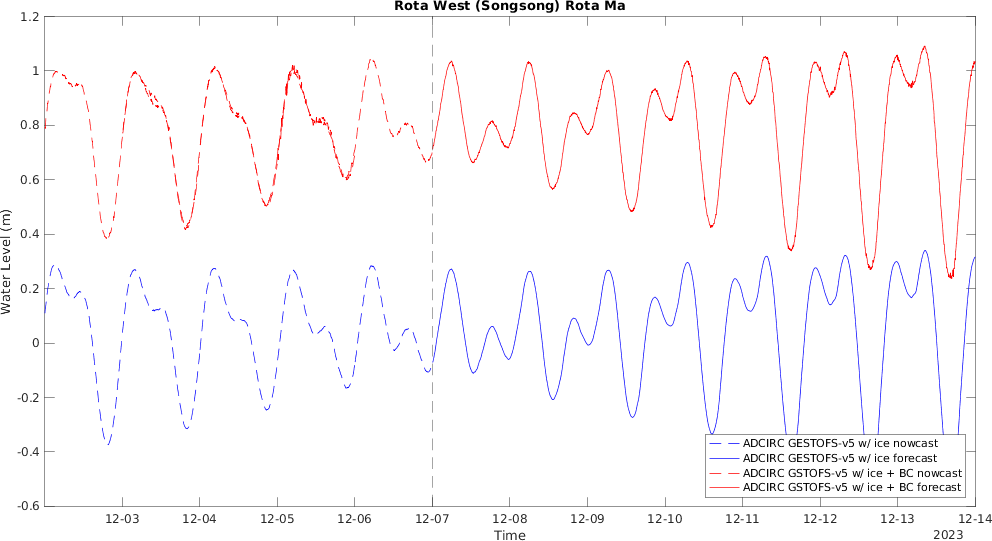 Rota West (Songsong) Rota Ma
1.2
1
0.8
0.6
0.4
0.2
0
-0.2
-0.4
-0.6
Water Level (m)
ADCIRC GESTOFS-v5 w/ ice nowcast
ADCIRC GESTOFS-v5 w/ ice forecast
ADCIRC GSTOFS-v5 w/ ice + BC nowcast
ADCIRC GSTOFS-v5 w/ ice + BC forecast
12-03 12-04 12-05 12-06 12-07 12-08 12-09 12-10 12-11 12-12 12-13 12-14
Time
2023